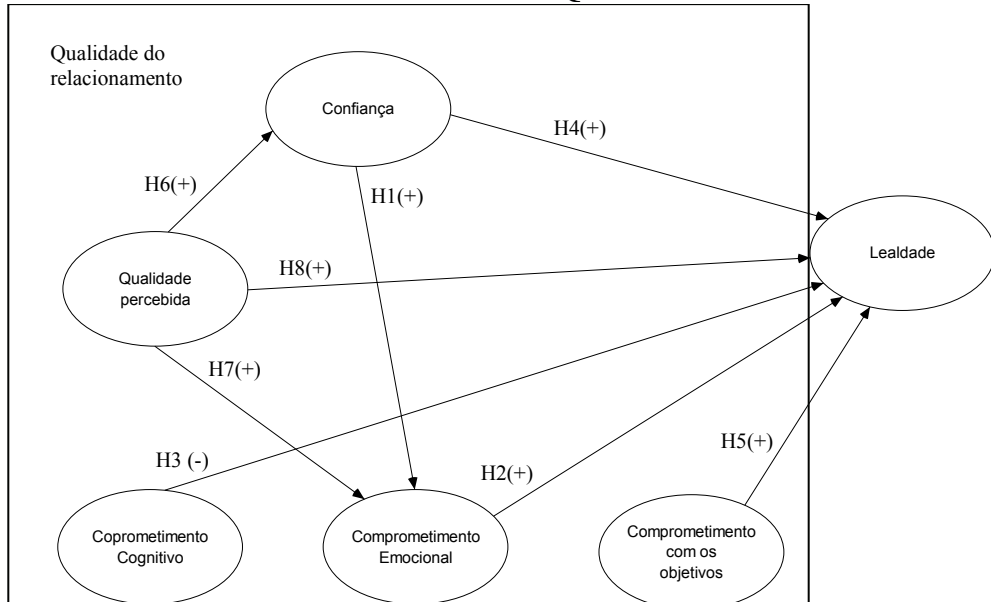 Qualidade do
relacionamento
Confiança
H4(+)
H6(+)
H1(+)
Lealdade
Qualidade
percebida
H8(+)
H7(+)
H3 (-)
H2(+)
H5(+)
Coprometimento
Cognitivo
Comprometimento
Emocional
Comprometimento
com os
objetivos